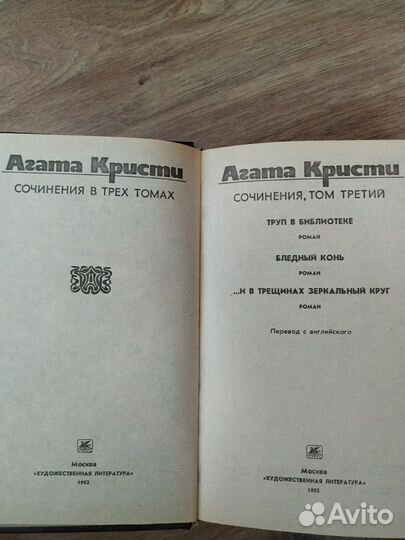 Агата Кристи
СОЧИНЕНИЯ В ТРЕХ ТОМАХ
Москва
«ХУДОЖЕСТВЕННАЯ ЛИТЕРАТУРА»
1992
Агата Кристи
СОЧИНЕНИЯ, ТОМ ТРЕТИЙ
ТРУП В БИБЛИОТЕКЕ
РОМАН
БЛЕДНЫЙ КОНЬ
РОМАН
...И В ТРЕЩИНАХ ЗЕРКАЛЬНЫЙ КРУГ
РОМАН
Перевод с английского
Москва
«ХУДОЖЕСТВЕННАЯ ЛИТЕРАТУРА»
1992
Avito